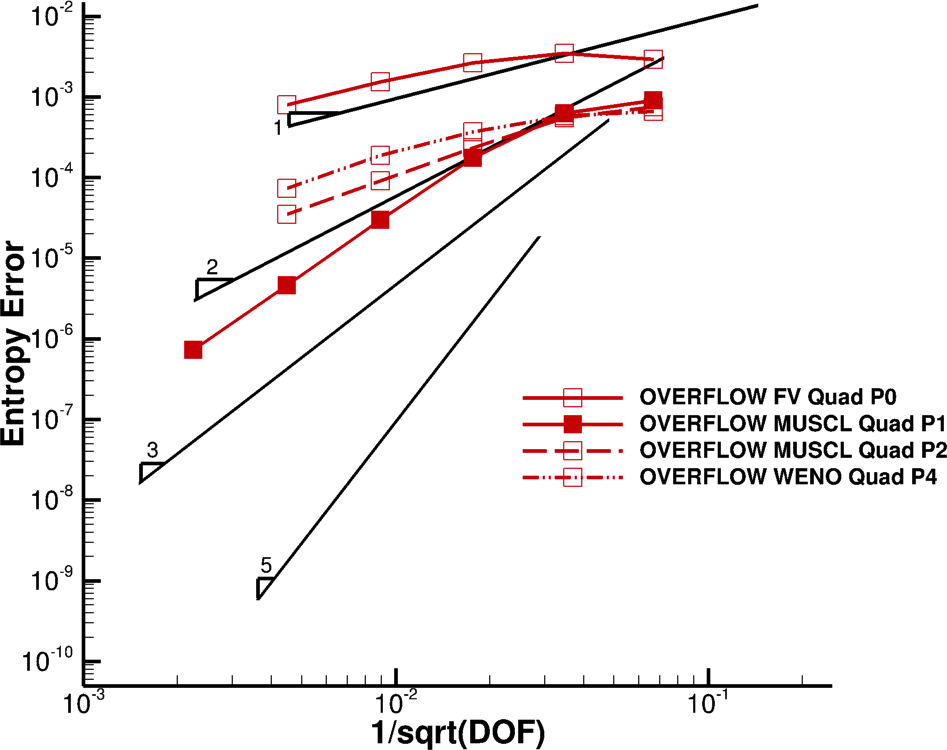 10-2
10-3
10-4
10-5
10-6
10-7
10-8
10-9
10-10
Entropy Error
1
2
3
5
OVERFLOW FV Quad P0
OVERFLOW MUSCL Quad P1
OVERFLOW MUSCL Quad P2
OVERFLOW WENO Quad P4
10-3
10-2
10-1
1/sqrt(DOF)